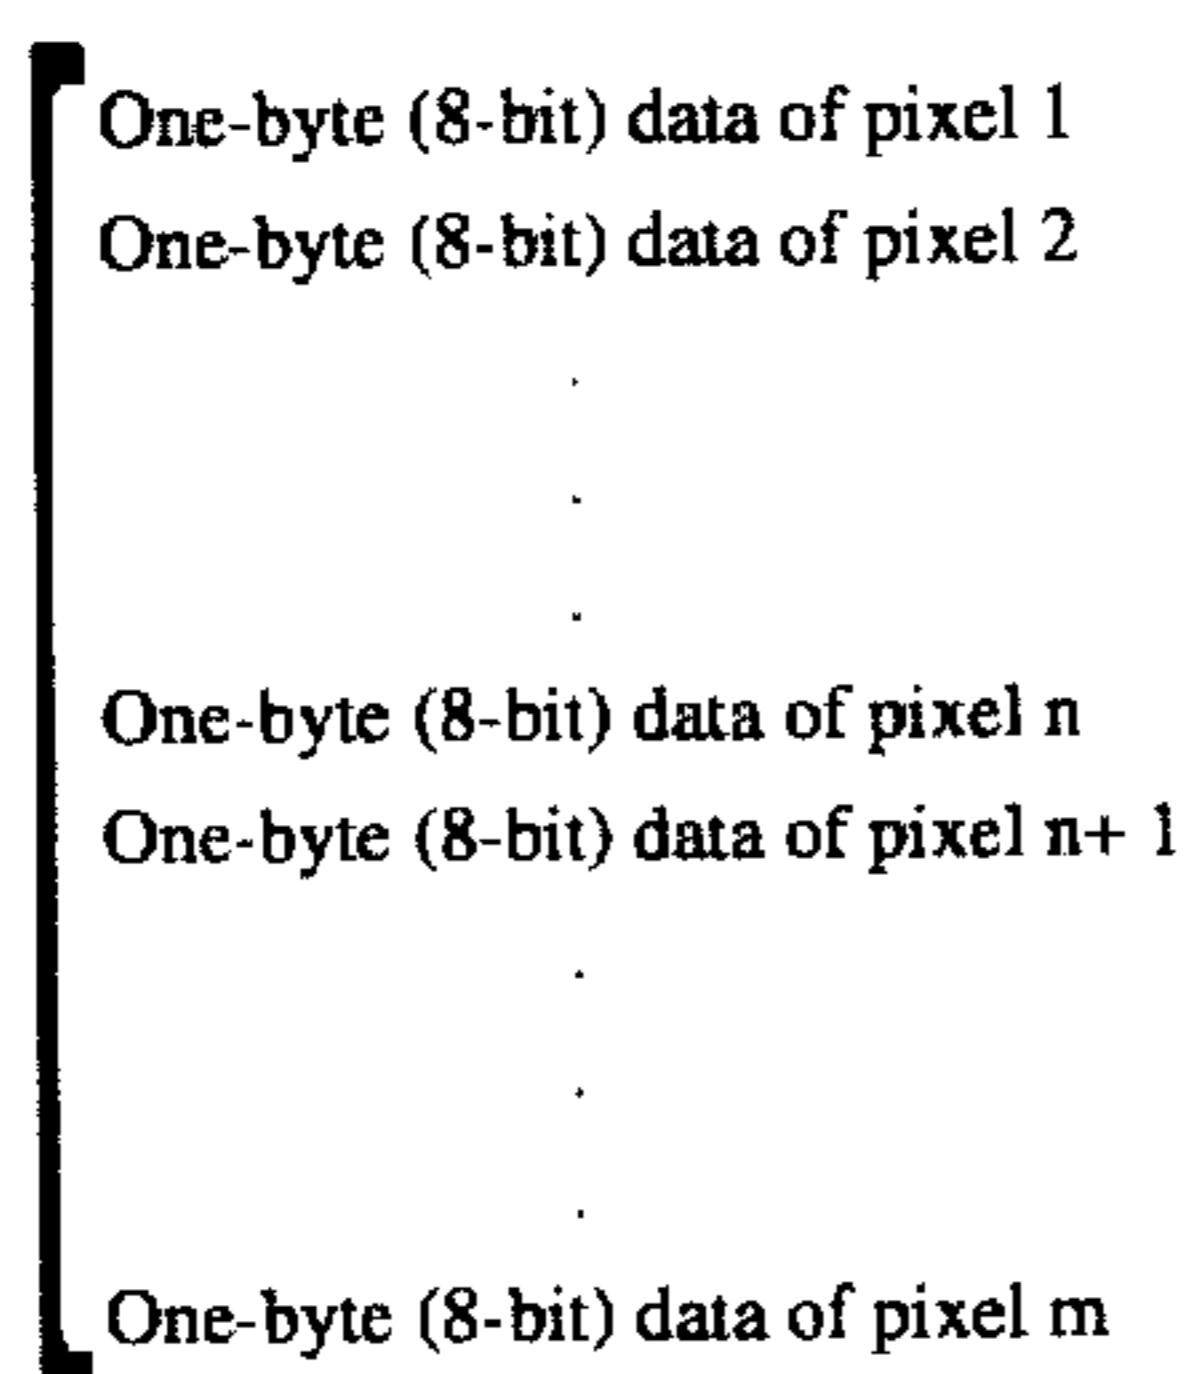 One-byte (8-bit) data of pixel 1
One-byte (8-bit) data of pixel 2
.
.
.
One-byte (8-bit) data of pixel n
One-byte (8-bit) data of pixel n+ 1
.
.
.
One-byte (8-bit) data of pixel m